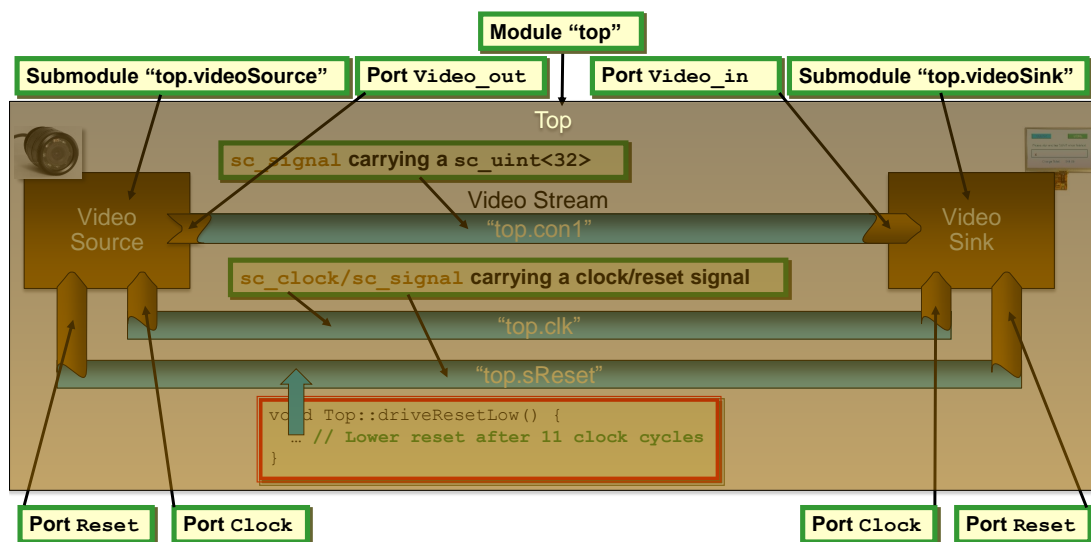 Module “top”
Submodule “top.videoSource”
Port Video_out
Port Video_in
Submodule “top.videoSink”
Top
sc_signal carrying a sc_uint<32>
Video Stream
Video
Source
“top.con1”
Video
Sink
sc_clock/sc_signal carrying a clock/reset signal
“top.clk”
“top.sReset”
void Top::driveResetLow() {
… // Lower reset after 11 clock cycles
}
Port Reset
Port Clock
Port Clock
Port Reset